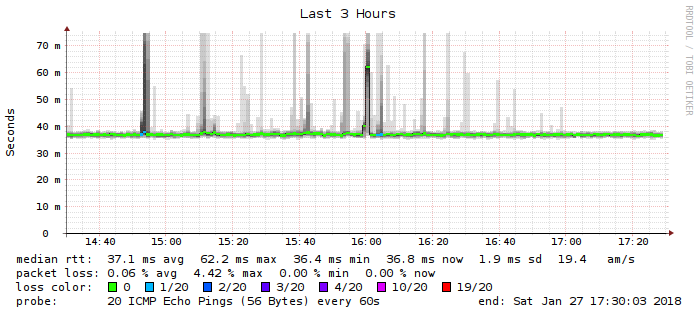 Last 3 Hours
RRDTOOL / TOBI OETIKER
Seconds
70 m
60 m
50 m
40 m
30 m
20 m
10 m
0
14:40 15:00 15:20 15:40 16:00 16:20 16:40 17:00 17:20
median rtt: 37.1 ms avg 62.2 ms max 36.4 ms min 36.8 ms now 1.9 ms sd 19.4 am/s
packet loss: 0.06 % avg 4.42 % max 0.00 % min 0.00 % now
loss color: 0 1/20 2/20 3/20 4/20 10/20 19/20
probe: 20 ICMP Echo Pings (56 Bytes) every 60s end: Sat Jan 27 17:30:03 2018